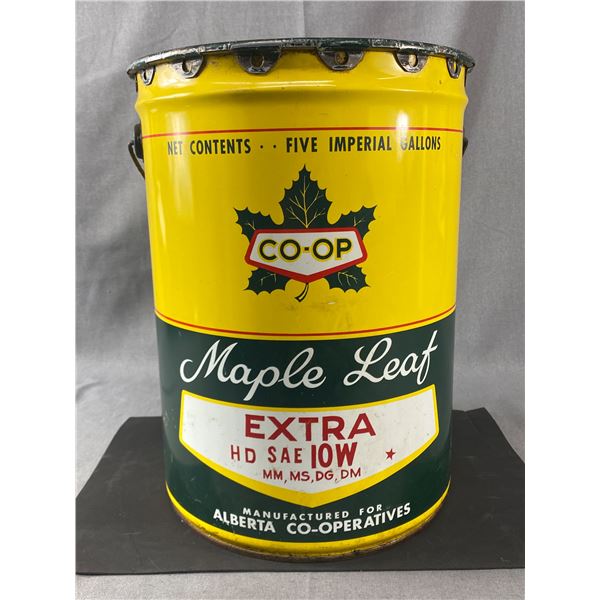 NET CONTENTS · · FIVE IMPERIAL GALLONS
CO-OP
Maple Leaf
EXTRA
HD SAE 10W
MM, MS, DG, DM
MANUFACTURED FOR
ALBERTA CO-OPERATIVES